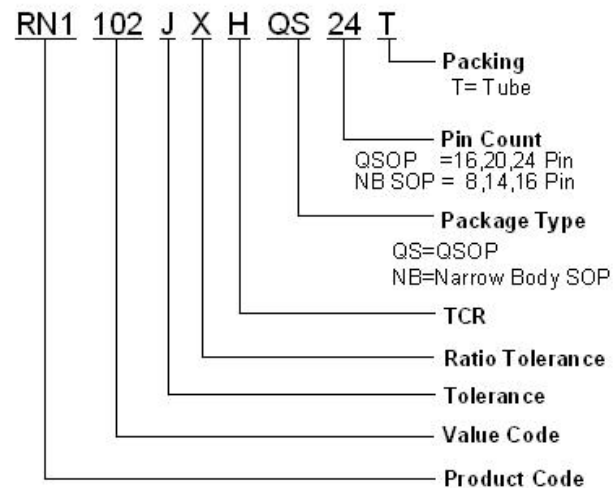 RN1 102 J X H QS 24 T
Packing
T= Tube
Pin Count
QSOP =16,20,24 Pin
NB SOP = 8,14,16 Pin
Package Type
QS=QSOP
NB=Narrow Body SOP
TCR
Ratio Tolerance
Tolerance
Value Code
Product Code